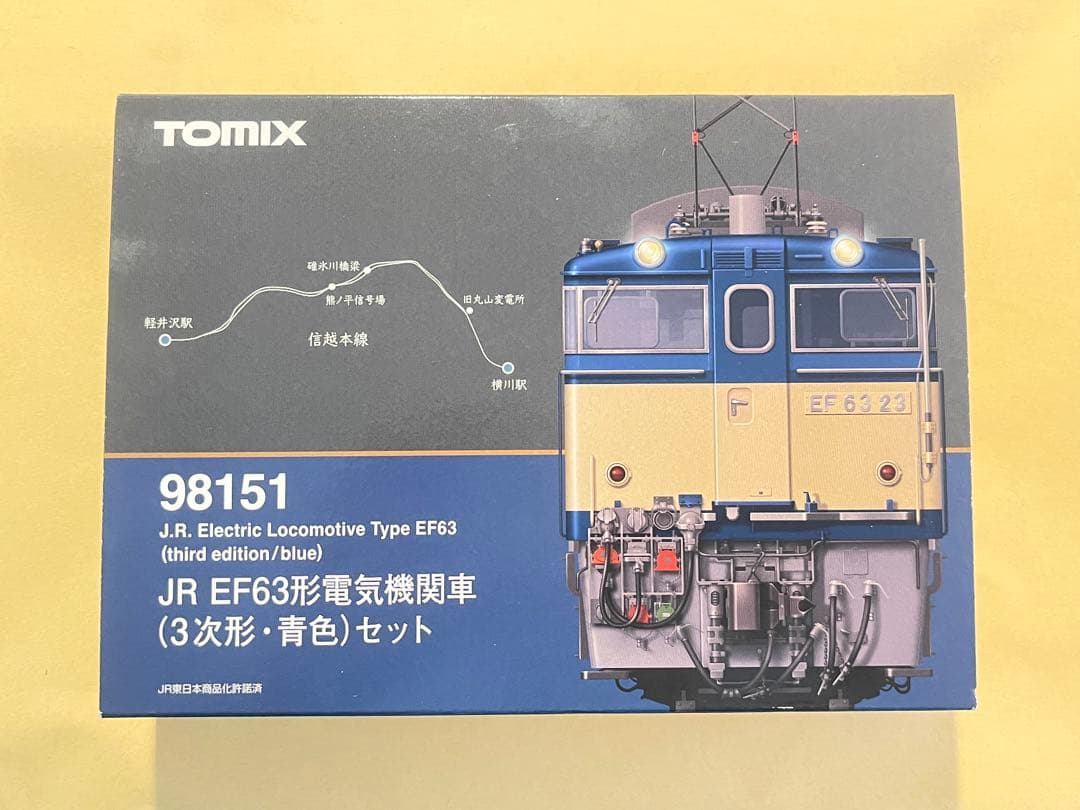 TOMIX
碓氷川橋梁
熊ノ平信号場
旧丸山変電所
軽井沢駅
信越本線
横川駅
EF 63 23
98151
J.R. Electric Locomotive Type EF63
(third edition/blue)
JR EF63形電気機関車
(3次形・青色)セット
JR東日本商品化許諾済